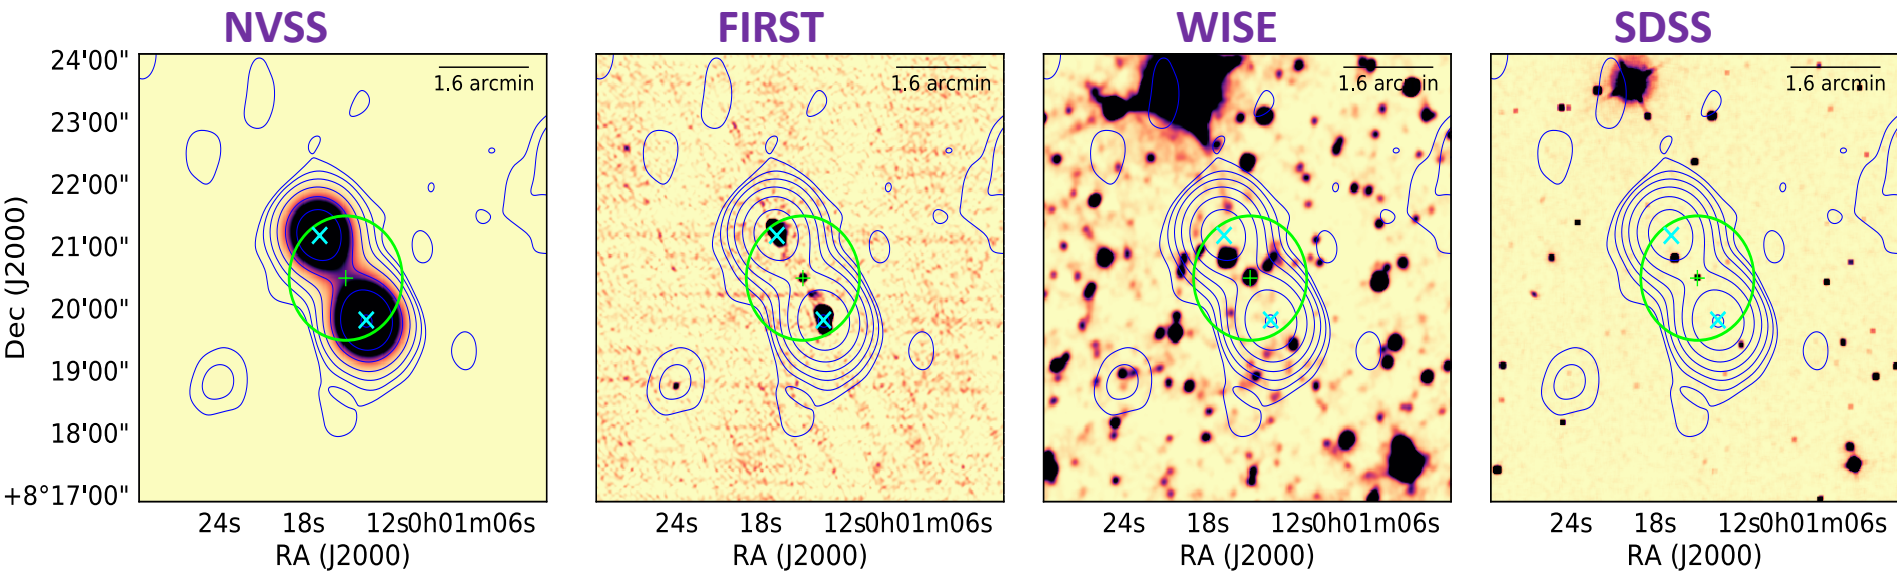 NVSS FIRST WISE SDSS
1.6 arcmin 1.6 arcmin 1.6 arcmin 1.6 arcmin
24'00"
23'00"
22'00"
21'00"
20'00"
19'00"
18'00"
+8°17'00"
Dec (J2000)
24s 18s 12s0h01m06s 24s 18s 12s0h01m06s 24s 18s 12s0h01m06s 24s 18s 12s0h01m06s
RA (J2000) RA (J2000) RA (J2000) RA (J2000)